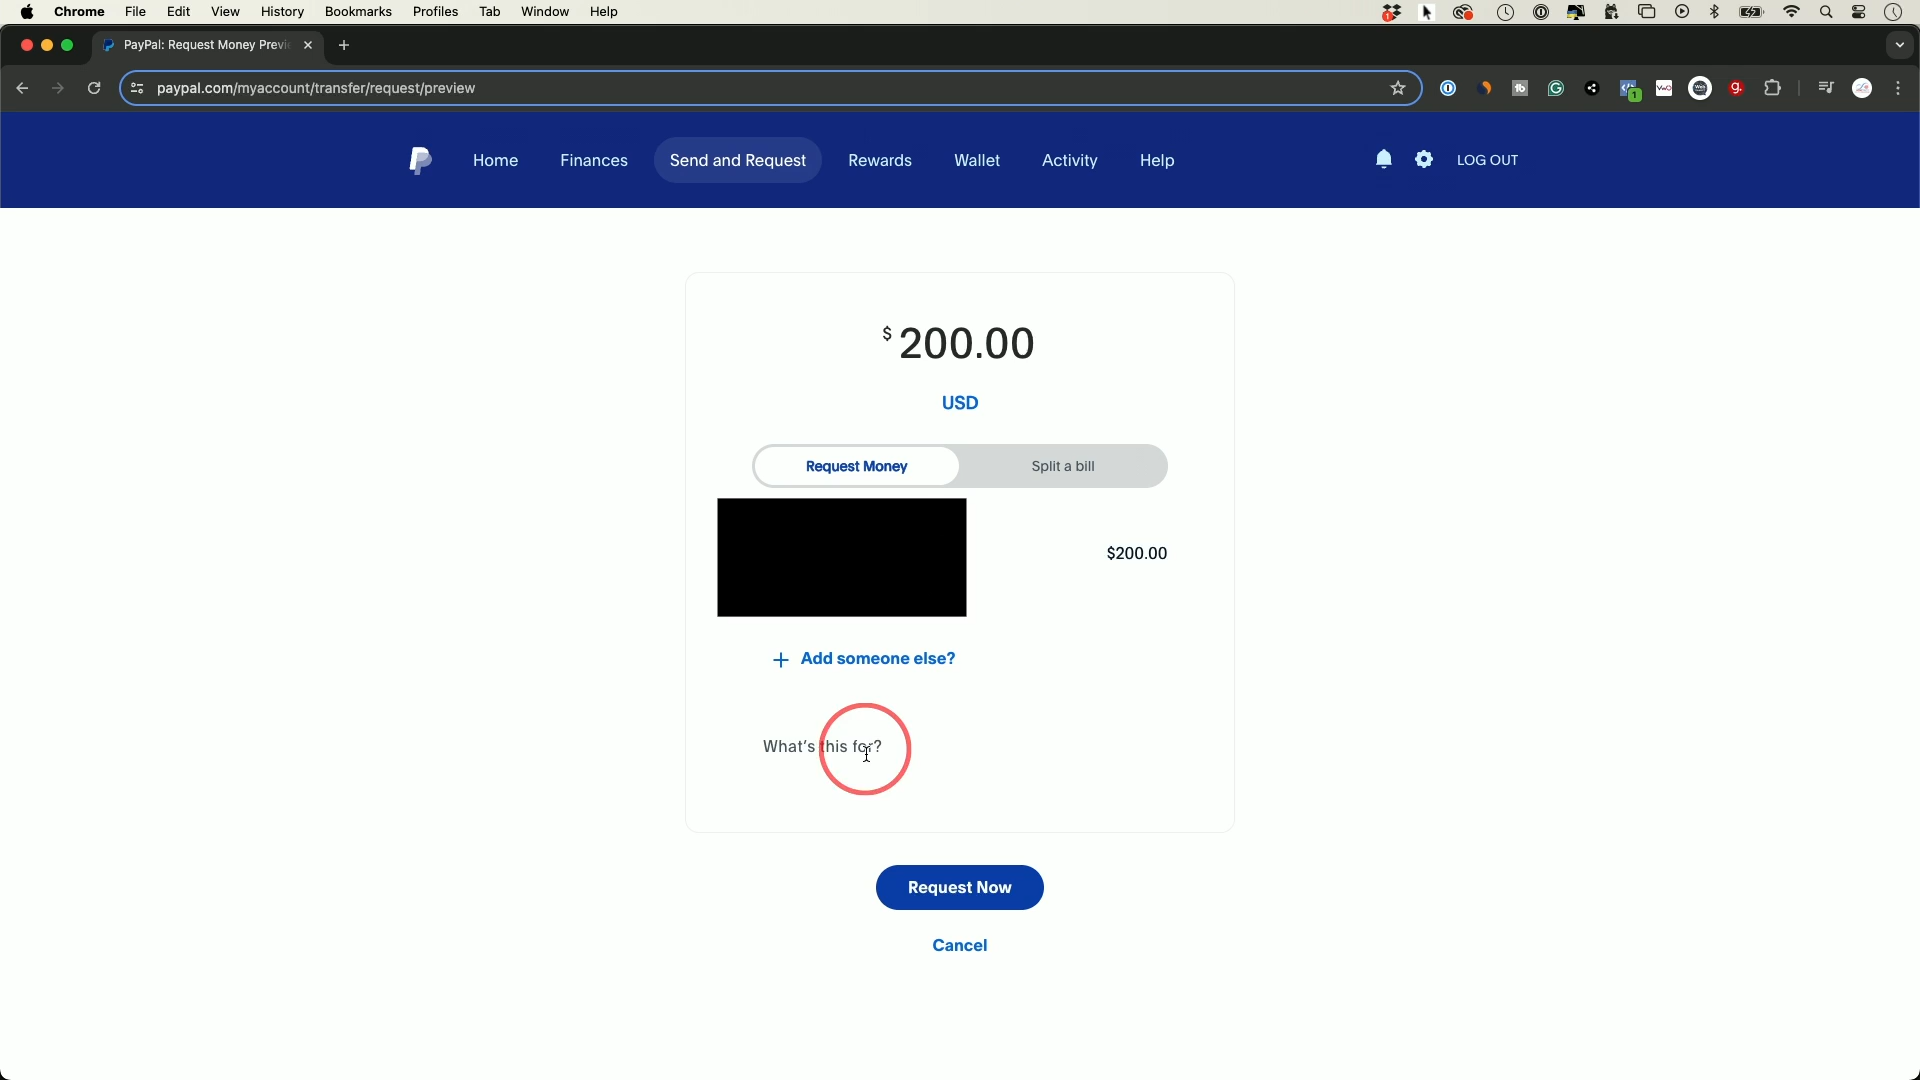 Chrome File Edit View History Bookmarks Profiles Tab Window Help
PayPal: Request Money Previ
paypal.com/myaccount/transfer/request/preview
Home Finances Send and Request Rewards Wallet Activity Help LOG OUT
$ 200.00
USD
Request Money Split a bill
$200.00
+ Add someone else?
What's this for?
Request Now
Cancel